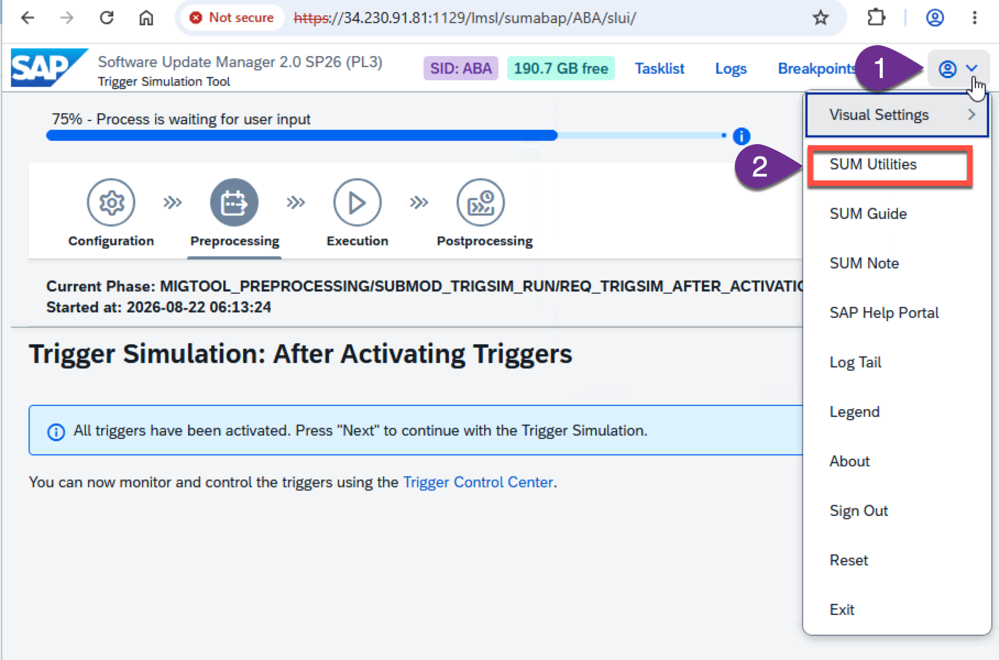 Not secure https://34.230.91.81:1129/lmsl/sumabap/ABA/slui/
SAP
Software Update Manager 2.0 SP26 (PL3)
Trigger Simulation Tool
SID: ABA
190.7 GB free
Tasklist
Logs
Breakpoints
1
75% - Process is waiting for user input
2
Visual Settings
SUM Utilities
SUM Guide
SUM Note
SAP Help Portal
Log Tail
Legend
About
Sign Out
Reset
Exit
Configuration
Preprocessing
Execution
Postprocessing
Current Phase: MIGTOOL_PREPROCESSING/SUBMOD_TRIGSIM_RUN/REQ_TRIGSIM_AFTER_ACTIVATIO
Started at: 2026-08-22 06:13:24
Trigger Simulation: After Activating Triggers
All triggers have been activated. Press "Next" to continue with the Trigger Simulation.
You can now monitor and control the triggers using the Trigger Control Center.